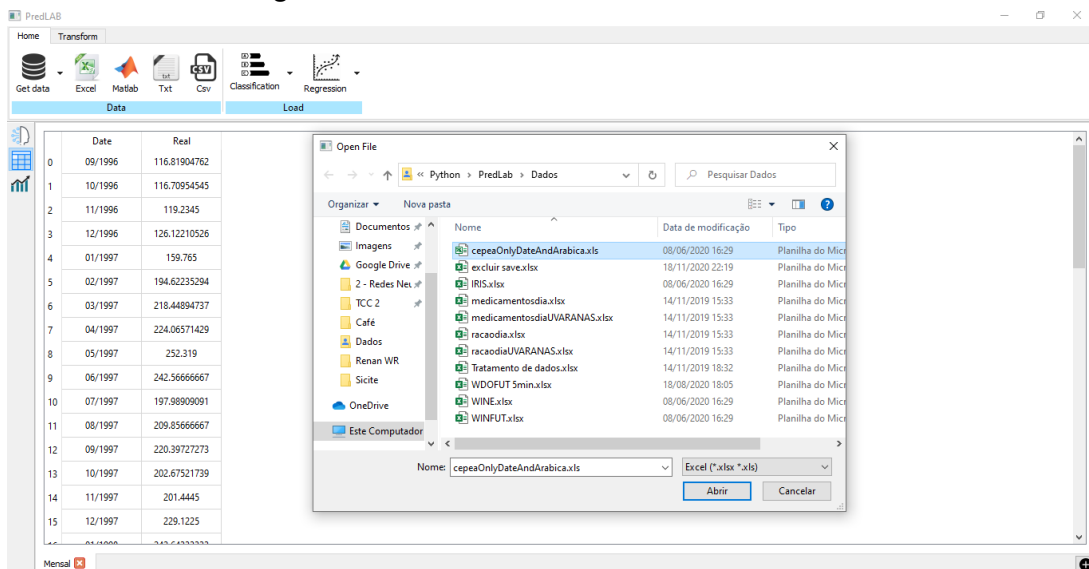 PredLAB
Home Transform
Get data Excel Matlab Txt Csv Classification Regression
Data Load
Date Real
0 09/1996 116.81904762
1 10/1996 116.70954545
2 11/1996 119.2345
3 12/1996 126.12210526
4 01/1997 159.765
5 02/1997 194.62235294
6 03/1997 218.44894737
7 04/1997 224.06571429
8 05/1997 252.319
9 06/1997 242.56666667
10 07/1997 197.98909091
11 08/1997 209.85666667
12 09/1997 220.39727273
13 10/1997 202.67521739
14 11/1997 201.4445
15 12/1997 229.1225
Mensal
Open File
« Python › PredLab › Dados
Pesquisar Dados
Organizar Nova pasta
Documentos
Imagens
Google Drive
2 - Redes Neu
TCC 2
Café
Dados
Renan WR
Sicite
OneDrive
Este Computador
Nome Data de modificação Tipo
cepeaOnlyDateAndArabica.xls 08/06/2020 16:29 Planilha do Micr
excluir save.xlsx 18/11/2020 22:19 Planilha do Micr
IRIS.xlsx 08/06/2020 16:29 Planilha do Micr
medicamentosdia.xlsx 14/11/2019 15:33 Planilha do Micr
medicamentosdiaUVARANAS.xlsx 14/11/2019 15:33 Planilha do Micr
racaodia.xlsx 14/11/2019 15:33 Planilha do Micr
racaodiaUVARANAS.xlsx 14/11/2019 15:33 Planilha do Micr
Tratamento de dados.xlsx 14/11/2019 18:32 Planilha do Micr
WDOFUT 5min.xlsx 18/08/2020 18:05 Planilha do Micr
WINE.xlsx 08/06/2020 16:29 Planilha do Micr
WINFUT.xlsx 08/06/2020 16:29 Planilha do Micr
Nome: cepeaOnlyDateAndArabica.xls Excel (*.xlsx *.xls)
Abrir Cancelar